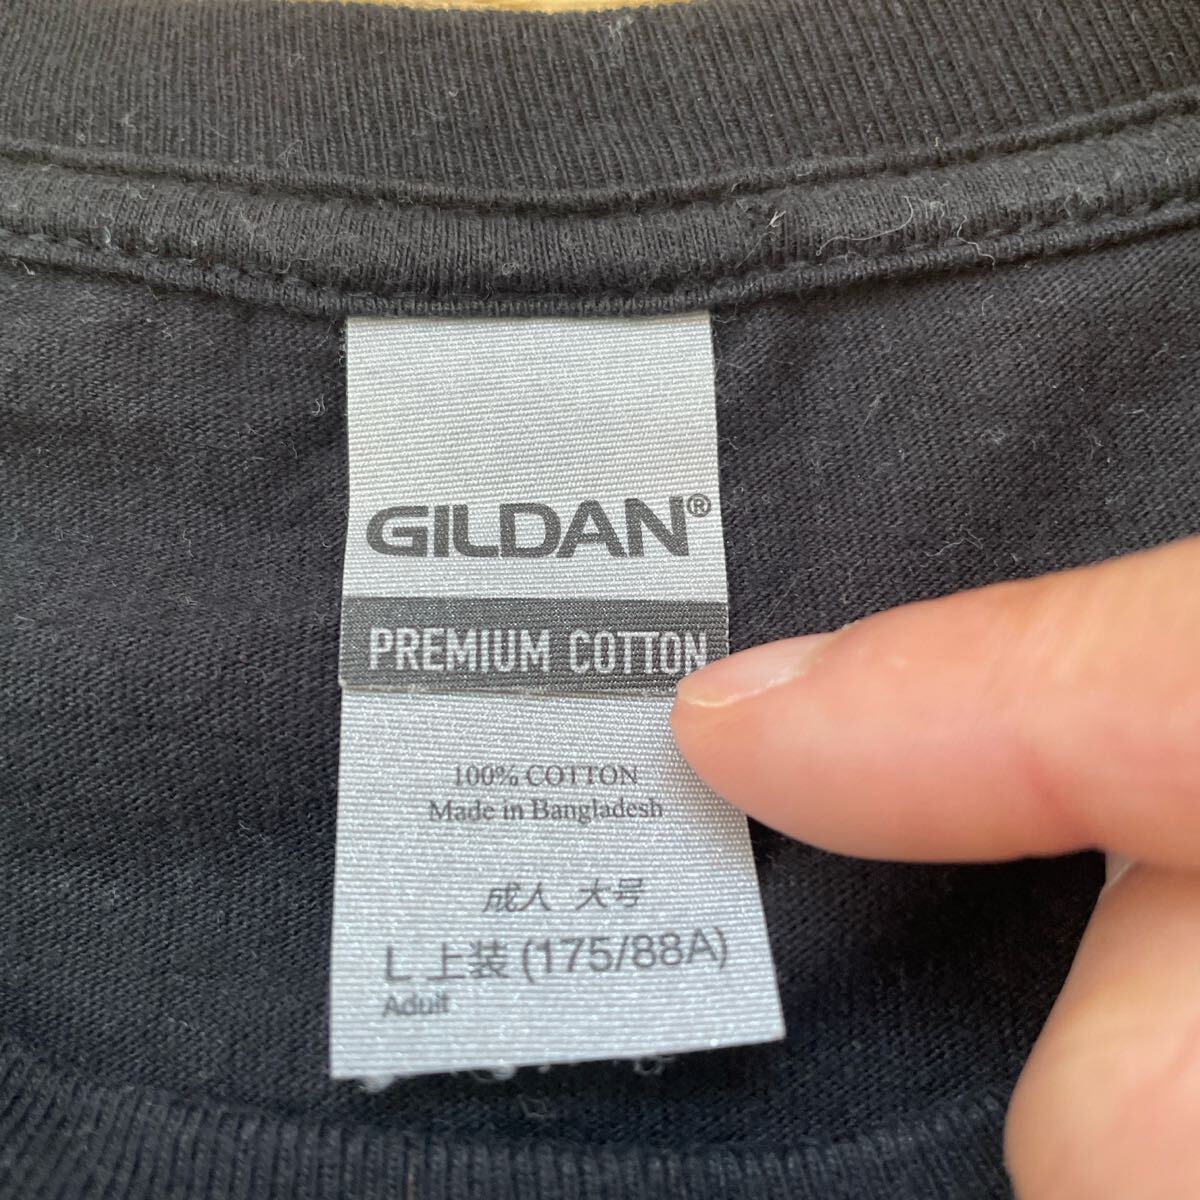 GILDAN®
PREMIUM COTTON
100% COTTON
Made in Bangladesh
成人 大号
L 上装 (175/88A)
Adult